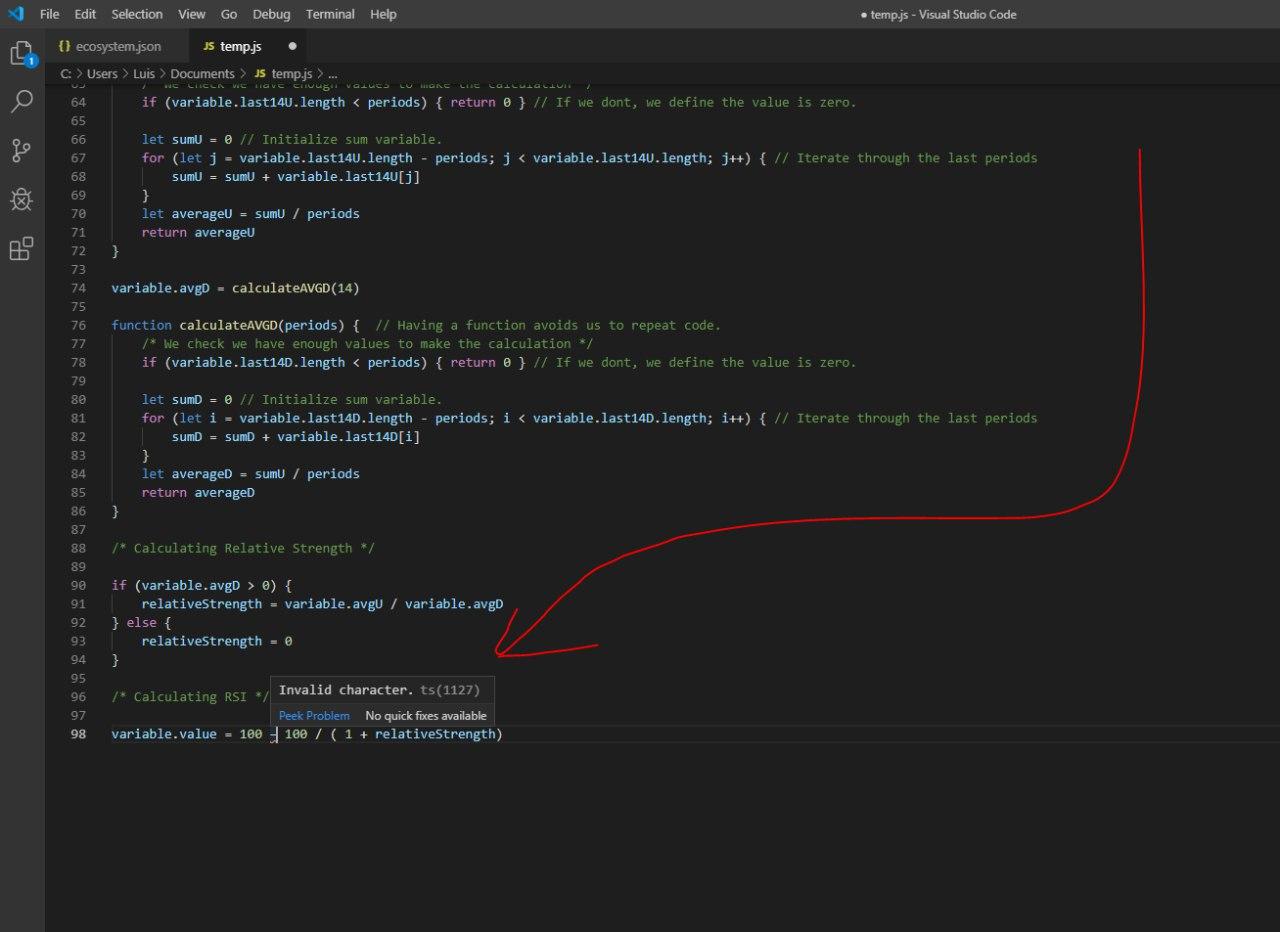 File Edit Selection View Go Debug Terminal Help
● temp.js - Visual Studio Code
1
{} ecosystem.json
JS temp.js ●
C: > Users > Luis > Documents > JS temp.js > ...
63 /* We check we have enough values to make the calculation */
64 if (variable.last14U.length < periods) { return 0 } // If we dont, we define the value is zero.
65
66 let sumU = 0 // Initialize sum variable.
67 for (let j = variable.last14U.length - periods; j < variable.last14U.length; j++) { // Iterate through the last periods
68 sumU = sumU + variable.last14U[j]
69 }
70 let averageU = sumU / periods
71 return averageU
72 }
73
74 variable.avgD = calculateAVGD(14)
75
76 function calculateAVGD(periods) { // Having a function avoids us to repeat code.
77 /* We check we have enough values to make the calculation */
78 if (variable.last14D.length < periods) { return 0 } // If we dont, we define the value is zero.
79
80 let sumD = 0 // Initialize sum variable.
81 for (let i = variable.last14D.length - periods; i < variable.last14D.length; i++) { // Iterate through the last periods
82 sumD = sumD + variable.last14D[i]
83 }
84 let averageD = sumU / periods
85 return averageD
86 }
87
88 /* Calculating Relative Strength */
89
90 if (variable.avgD > 0) {
91 relativeStrength = variable.avgU / variable.avgD
92 } else {
93 relativeStrength = 0
94 }
95
96 /* Calculating RSI */
Invalid character. ts(1127)
Peek Problem No quick fixes available
97
98 variable.value = 100 – 100 / ( 1 + relativeStrength)